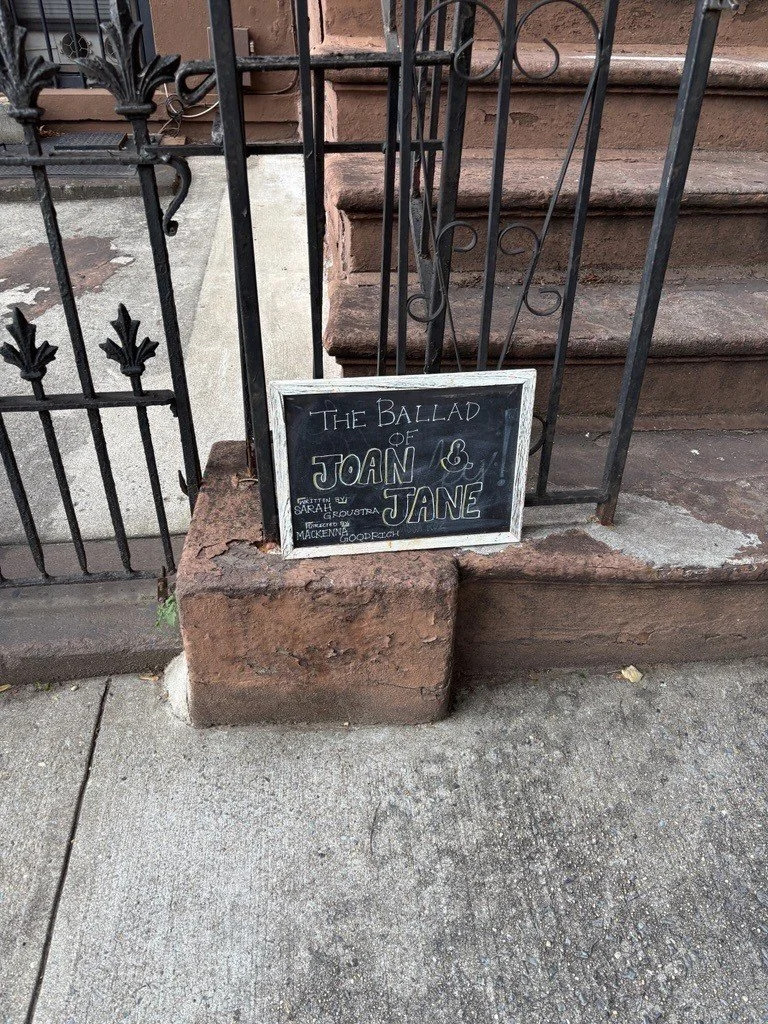 THE BALLAD
OF
JOAN &
JANE
WRITTEN BY:
SARAH
GROUSTRA
DIRECTED BY:
MACKENNA
GOODRICH